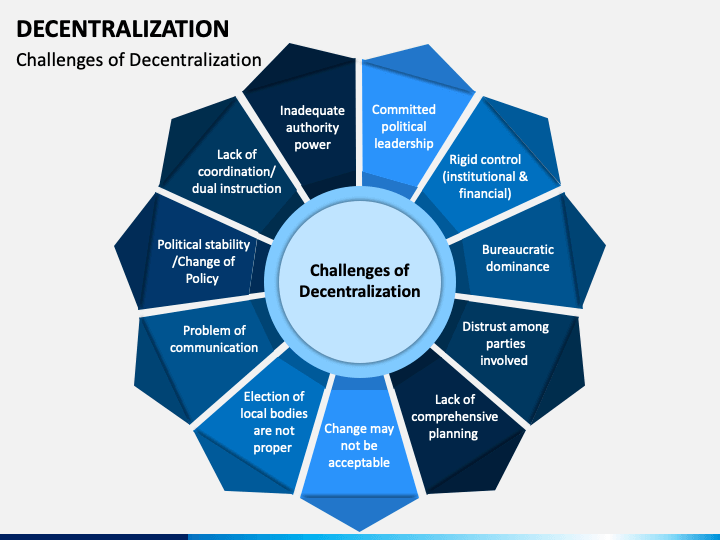 DECENTRALIZATION
Challenges of Decentralization
Committed
political
leadership
Rigid control
(institutional &
financial)
Bureaucratic
dominance
Distrust among
parties
involved
Lack of
comprehensive
planning
Change may
not be
acceptable
Election of
local bodies
are not
proper
Problem of
communication
Political stability
/Change of
Policy
Lack of
coordination/
dual instruction
Inadequate
authority
power
Challenges of
Decentralization